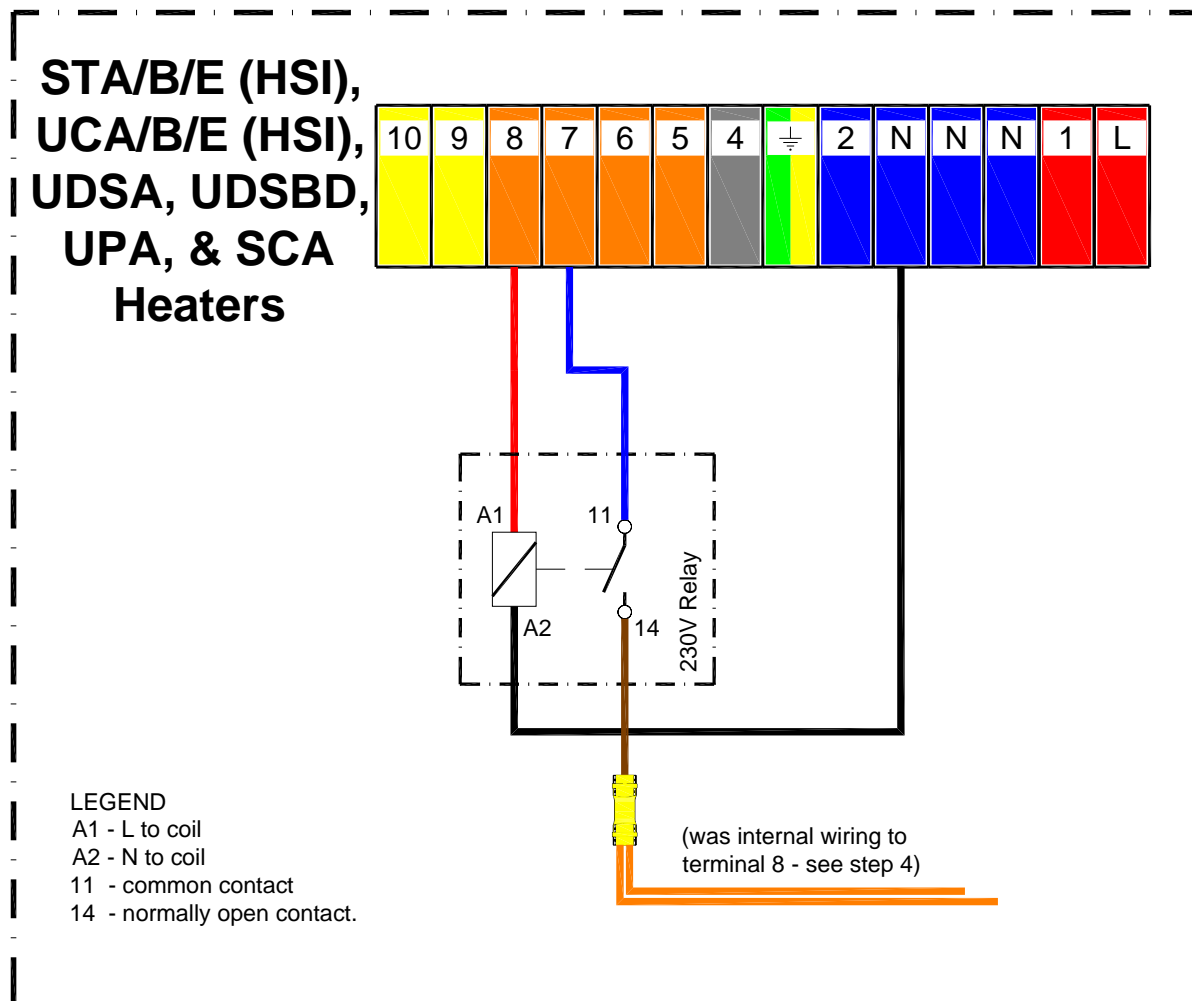 STA/B/E (HSI),
UCA/B/E (HSI),
UDSA, UDSBD,
UPA, & SCA
Heaters
10 9 8 7 6 5 4 2 N N N 1 L
A1
11
A2
14
230V Relay
LEGEND
A1 - L to coil
A2 - N to coil
11 - common contact
14 - normally open contact.
(was internal wiring to
terminal 8 - see step 4)